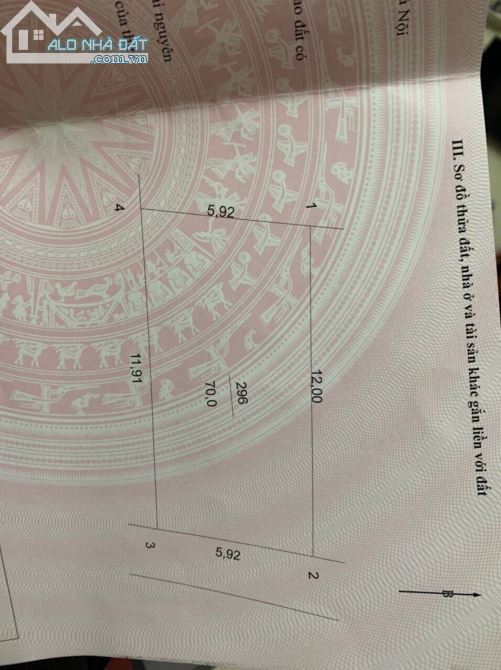 ALO NHÀ ĐẤT
.com.vn
à Nội
ao đất có
ài nguyên
của th
III. Sơ đồ thửa đất, nhà ở và tài sản khác gắn liền với đất
B
1
12,00
2
5,92
296
70,0
5,92
4
11,91
3